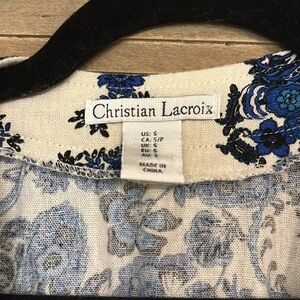 Christian Lacroix
US: S
CA: S/P
UK: S
EU: S
AU: S
MADE IN
CHINA